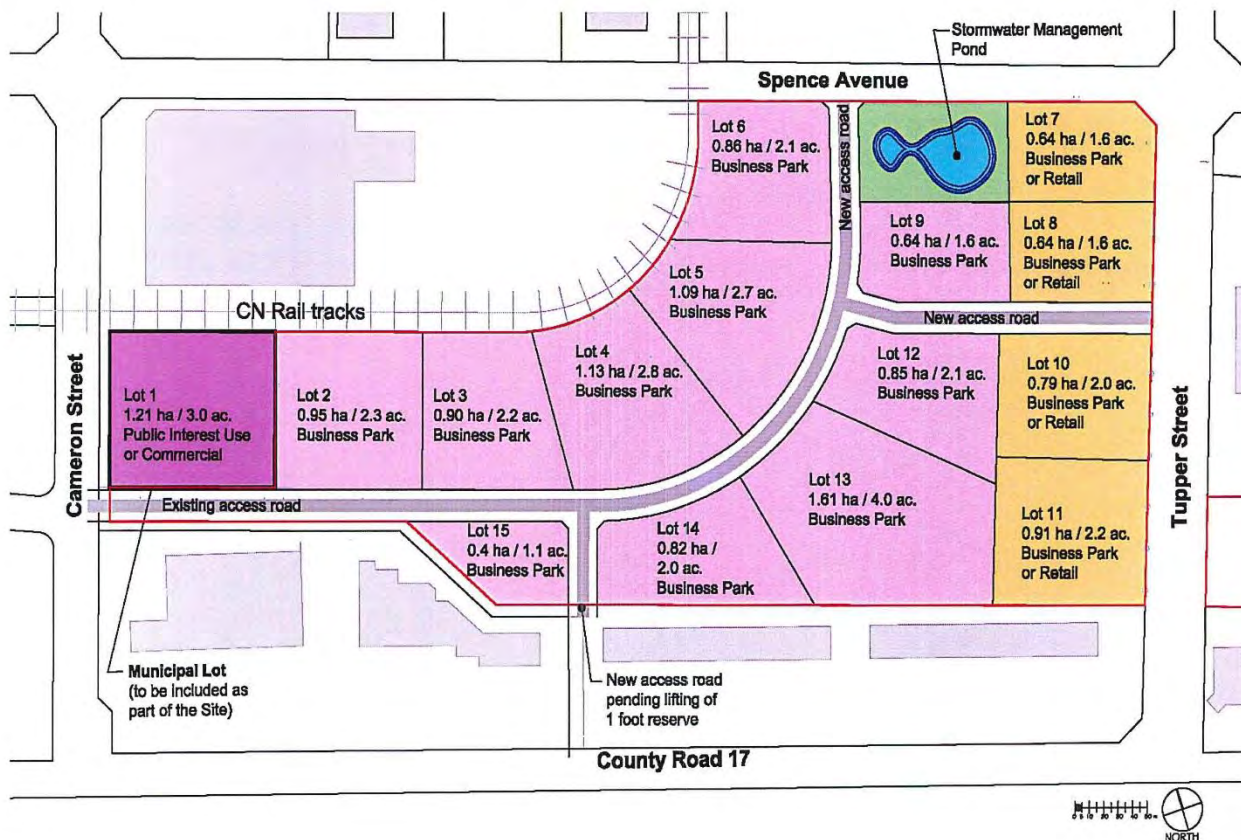 Stormwater Management
Pond
Spence Avenue
New access road
Lot 6
0.86 ha / 2.1 ac.
Business Park
Lot 7
0.64 ha / 1.6 ac.
Business Park
or Retail
Lot 9
0.64 ha / 1.6 ac.
Business Park
Lot 8
0.64 ha / 1.6 ac.
Business Park
or Retail
Lot 5
1.09 ha / 2.7 ac.
Business Park
CN Rail tracks
New access road
Cameron Street
Lot 1
1.21 ha / 3.0 ac.
Public Interest Use
or Commercial
Lot 2
0.95 ha / 2.3 ac.
Business Park
Lot 3
0.90 ha / 2.2 ac.
Business Park
Lot 4
1.13 ha / 2.8 ac.
Business Park
Lot 12
0.85 ha / 2.1 ac.
Business Park
Lot 10
0.79 ha / 2.0 ac.
Business Park
or Retail
Tupper Street
Existing access road
Lot 15
0.4 ha / 1.1 ac.
Business Park
Lot 14
0.82 ha /
2.0 ac.
Business Park
Lot 13
1.61 ha / 4.0 ac.
Business Park
Lot 11
0.91 ha / 2.2 ac.
Business Park
or Retail
Municipal Lot
(to be included as
part of the Site)
New access road
pending lifting of
1 foot reserve
County Road 17
NORTH